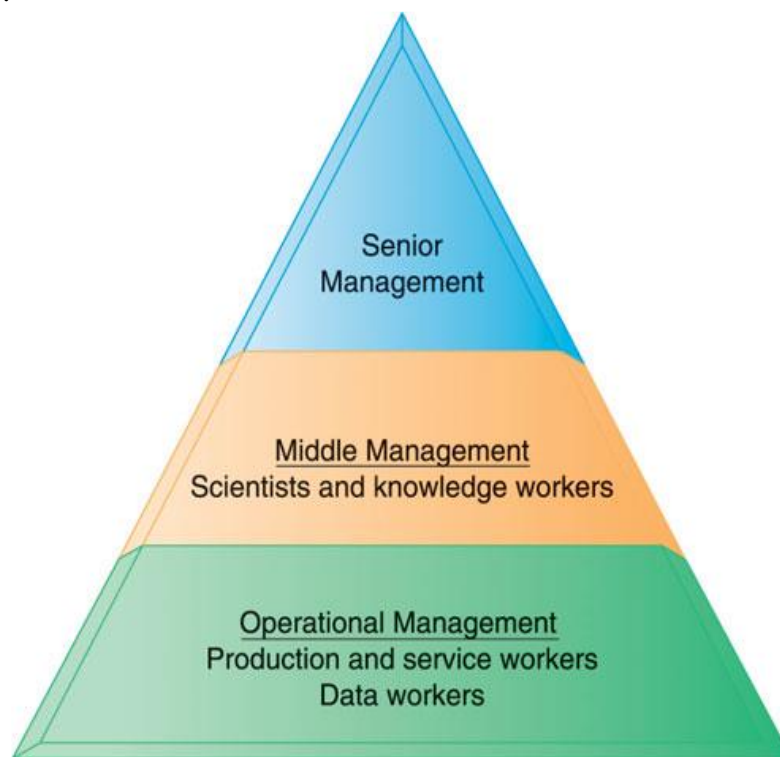 Senior
Management
Middle Management
Scientists and knowledge workers
Operational Management
Production and service workers
Data workers